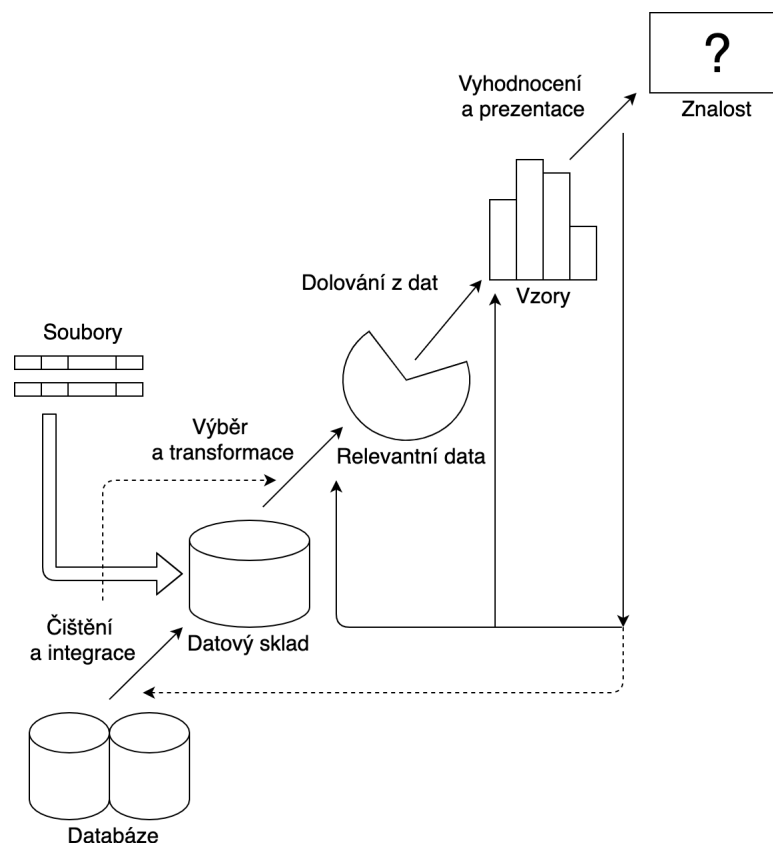 ?
Znalost
Vyhodnocení
a prezentace
Vzory
Dolování z dat
Soubory
Výběr
a transformace
Relevantní data
Čištění
a integrace
Datový sklad
Databáze